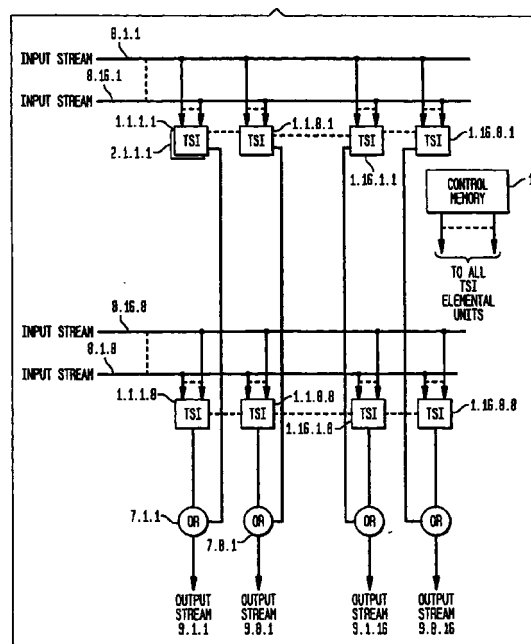 8.1.1
INPUT STREAM
8.16.1
INPUT STREAM
1.1.1.1
2.1.1.1
TSI
TSI
1.1.8.1
TSI
1.16.1.1
TSI
1.16.8.1
CONTROL
MEMORY
1
TO ALL
TSI
ELEMENTAL
UNITS
8.16.8
INPUT STREAM
8.1.8
INPUT STREAM
1.1.1.8
TSI
TSI
1.1.8.8
1.16.1.8
TSI
TSI
1.16.8.8
7.1.1
OR
7.8.1
OR
OR
OR
OUTPUT
STREAM
9.1.1
OUTPUT
STREAM
9.8.1
OUTPUT
STREAM
9.1.16
OUTPUT
STREAM
9.8.16